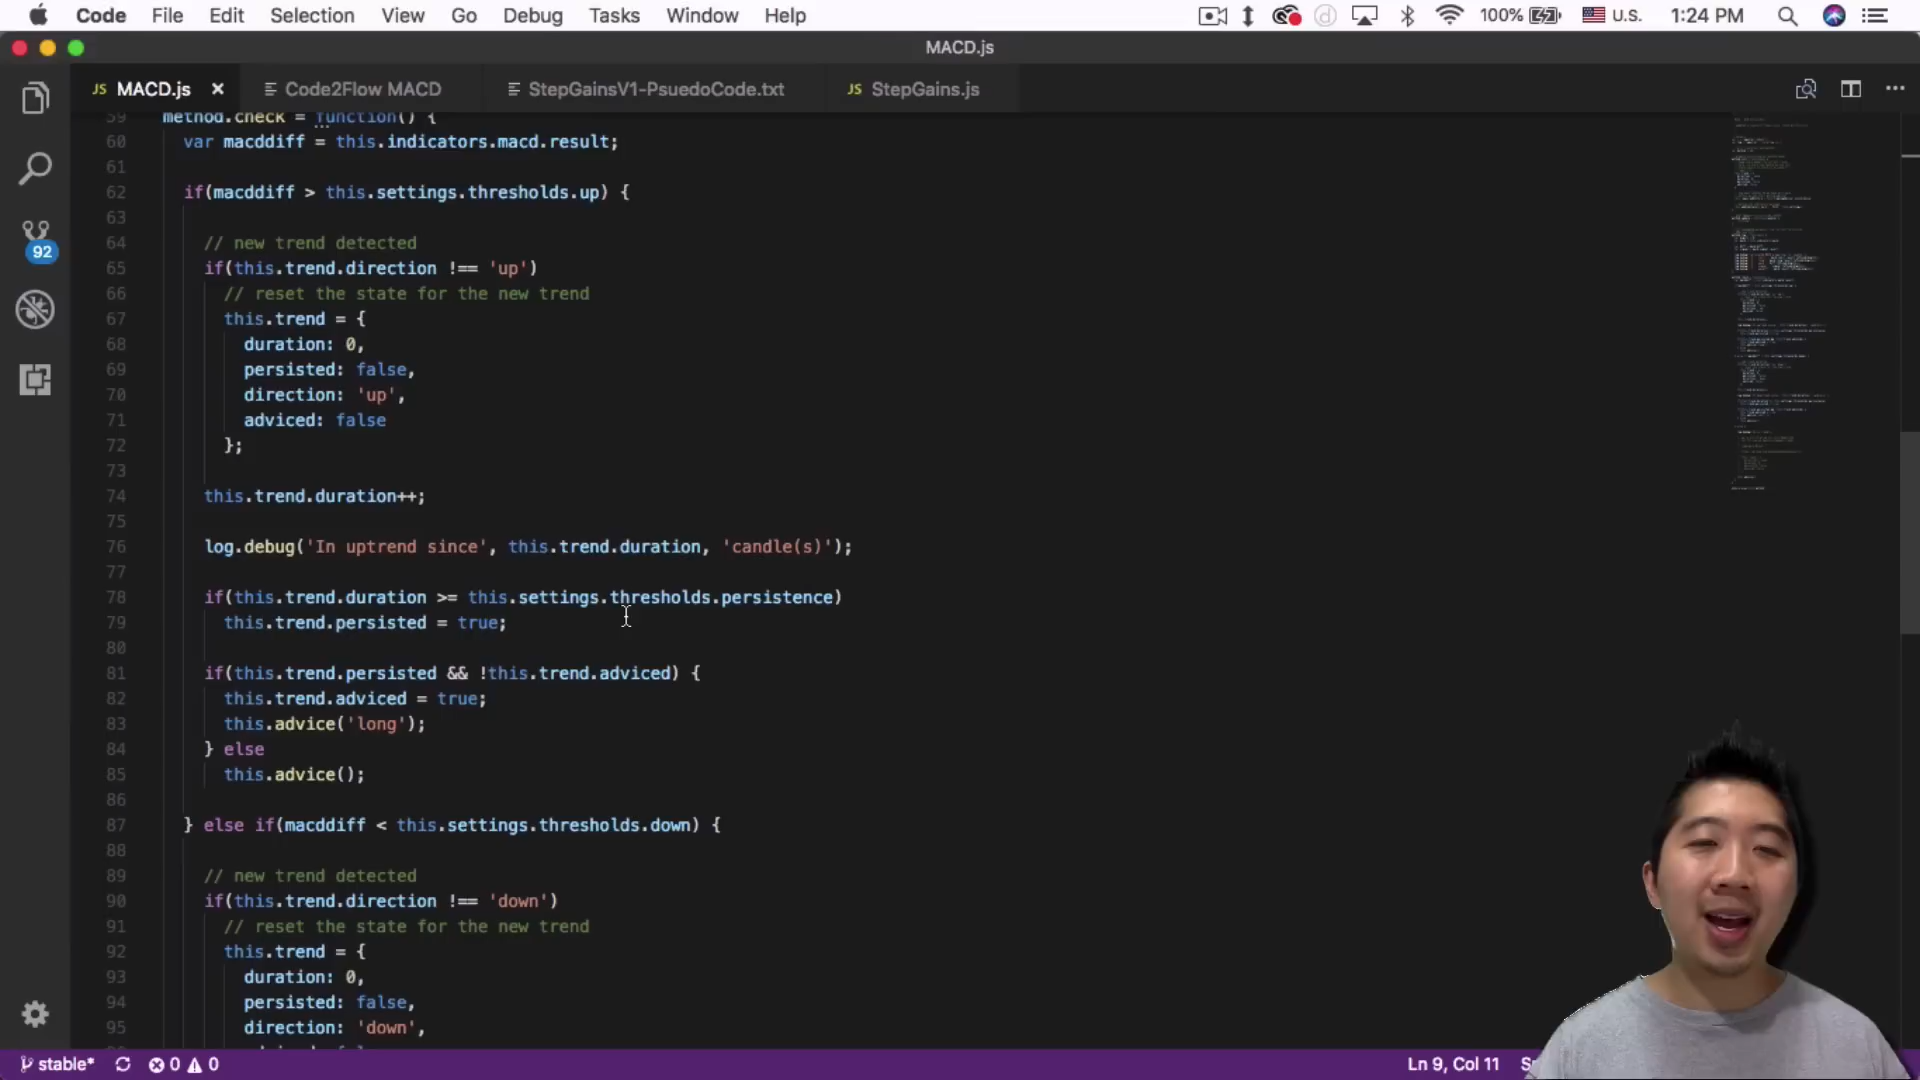 Code File Edit Selection View Go Debug Tasks Window Help 100% U.S. 1:24 PM
MACD.js
JS MACD.js × Code2Flow MACD StepGainsV1-PsuedoCode.txt JS StepGains.js
59 method.check = function() {
60 var macddiff = this.indicators.macd.result;
61
62 if(macddiff > this.settings.thresholds.up) {
63
64 // new trend detected
65 if(this.trend.direction !== 'up')
66 // reset the state for the new trend
67 this.trend = {
68 duration: 0,
69 persisted: false,
70 direction: 'up',
71 adviced: false
72 };
73
74 this.trend.duration++;
75
76 log.debug('In uptrend since', this.trend.duration, 'candle(s)');
77
78 if(this.trend.duration >= this.settings.thresholds.persistence)
79 this.trend.persisted = true;
80
81 if(this.trend.persisted && !this.trend.adviced) {
82 this.trend.adviced = true;
83 this.advice('long');
84 } else
85 this.advice();
86
87 } else if(macddiff < this.settings.thresholds.down) {
88
89 // new trend detected
90 if(this.trend.direction !== 'down')
91 // reset the state for the new trend
92 this.trend = {
93 duration: 0,
94 persisted: false,
95 direction: 'down',
92
stable* 0 0 Ln 9, Col 11